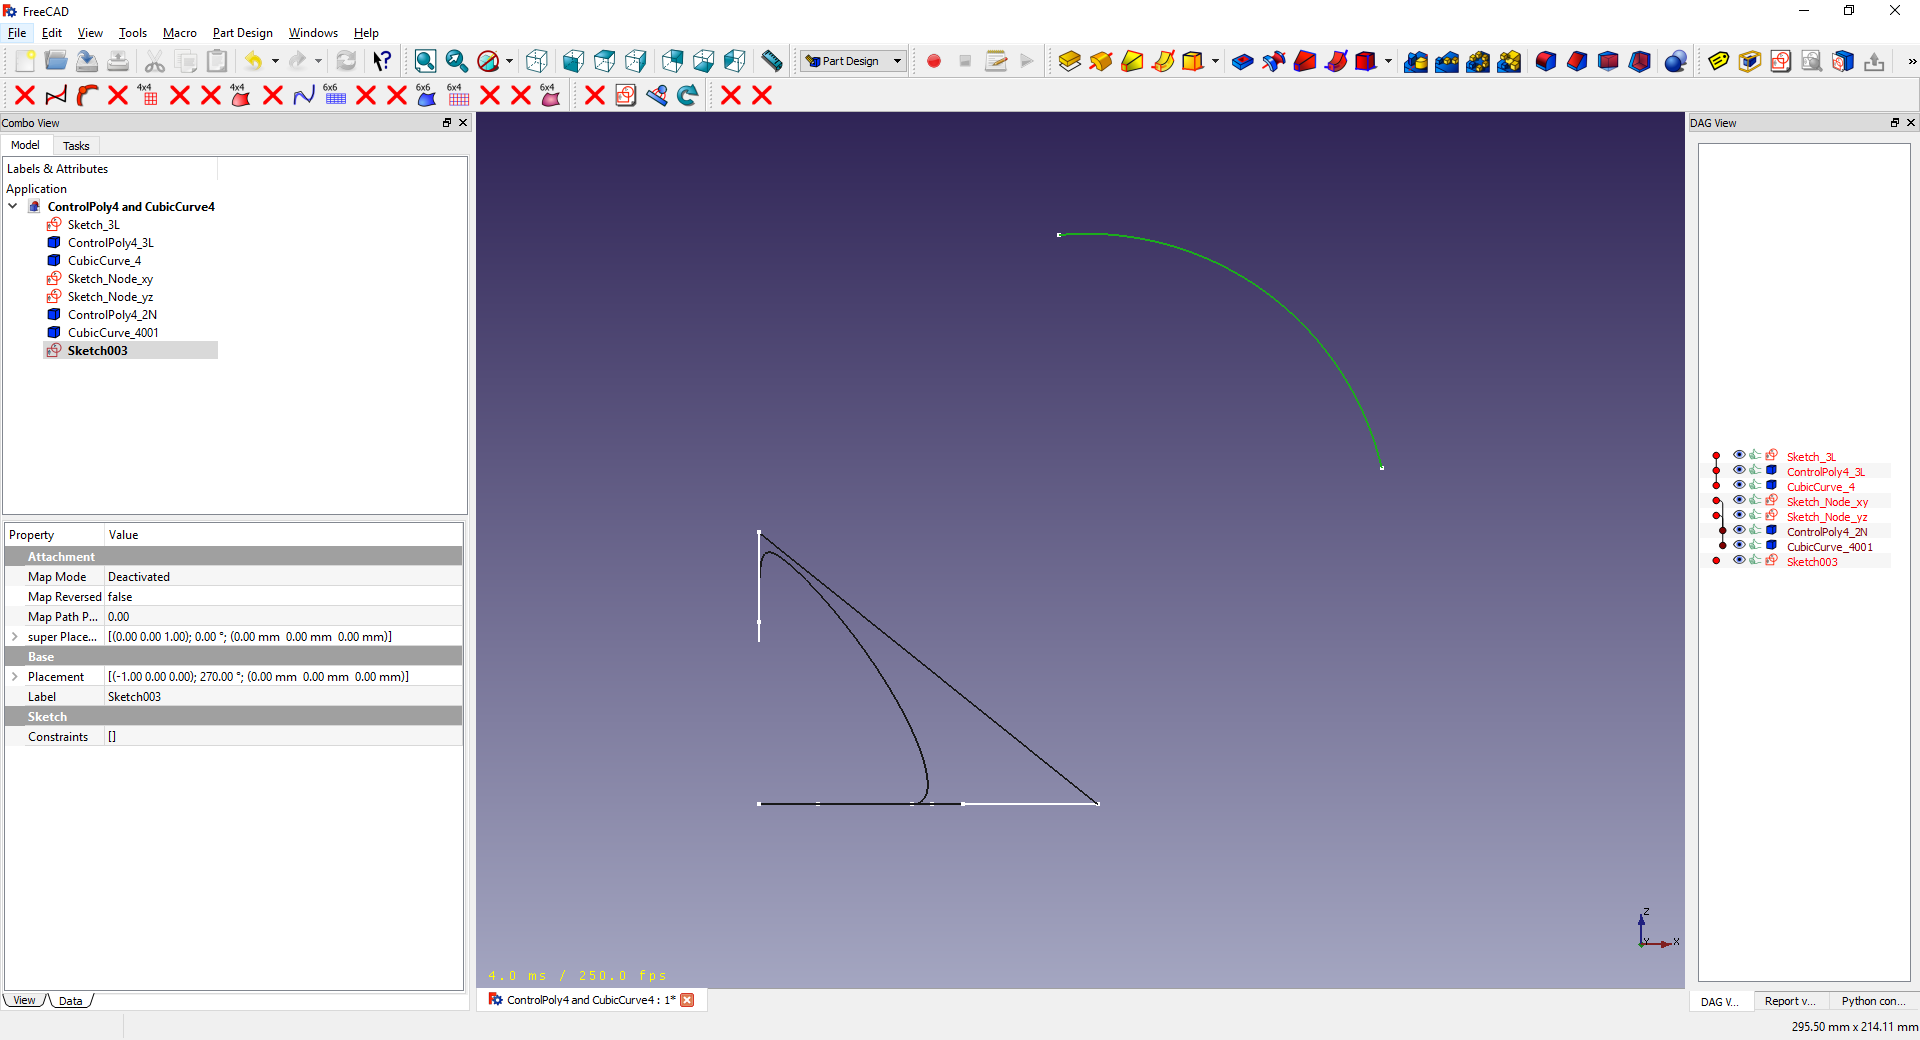 FreeCAD
File Edit View Tools Macro Part Design Windows Help
Part Design
»
4x4 4x4 6x6 6x6 6x4 6x4
Combo View
Model Tasks
Labels & Attributes
Application
ControlPoly4 and CubicCurve4
Sketch_3L
ControlPoly4_3L
CubicCurve_4
Sketch_Node_xy
Sketch_Node_yz
ControlPoly4_2N
CubicCurve_4001
Sketch003
Property Value
Attachment
Map Mode Deactivated
Map Reversed false
Map Path P... 0.00
super Place... [(0.00 0.00 1.00); 0.00 °; (0.00 mm 0.00 mm 0.00 mm)]
Base
Placement [(-1.00 0.00 0.00); 270.00 °; (0.00 mm 0.00 mm 0.00 mm)]
Label Sketch003
Sketch
Constraints []
View Data
4.0 ms / 250.0 fps
Z
Y X
ControlPoly4 and CubicCurve4 : 1*
DAG View
Sketch_3L
ControlPoly4_3L
CubicCurve_4
Sketch_Node_xy
Sketch_Node_yz
ControlPoly4_2N
CubicCurve_4001
Sketch003
DAG V... Report v... Python con...
295.50 mm x 214.11 mm